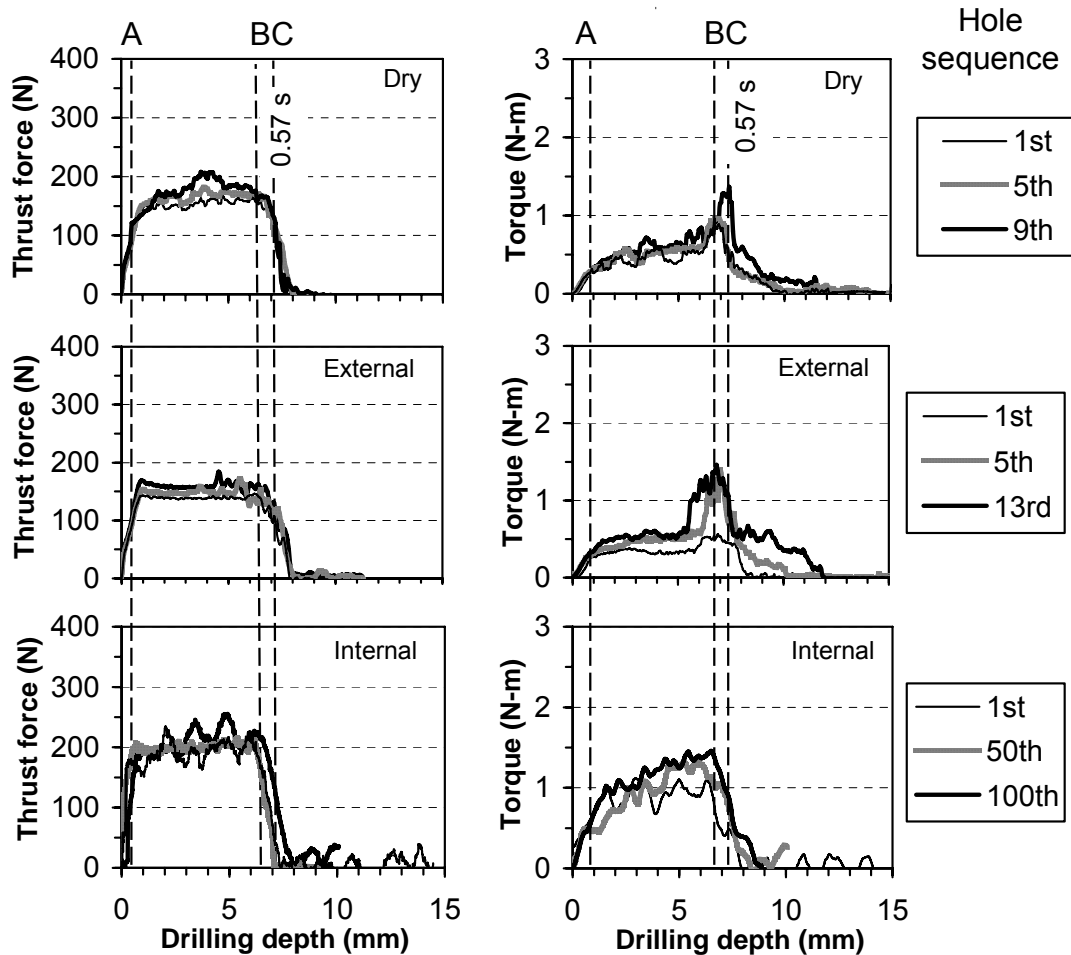 A
BC
A
BC
Hole
sequence
400
300
200
100
0
Thrust force (N)
Dry
0.57 s
3
2
1
0
Torque (N-m)
Dry
0.57 s
1st
5th
9th
400
300
200
100
0
Thrust force (N)
External
3
2
1
0
Torque (N-m)
External
1st
5th
13rd
400
300
200
100
0
Thrust force (N)
Internal
3
2
1
0
Torque (N-m)
Internal
1st
50th
100th
0 5 10 15
Drilling depth (mm)
0 5 10 15
Drilling depth (mm)